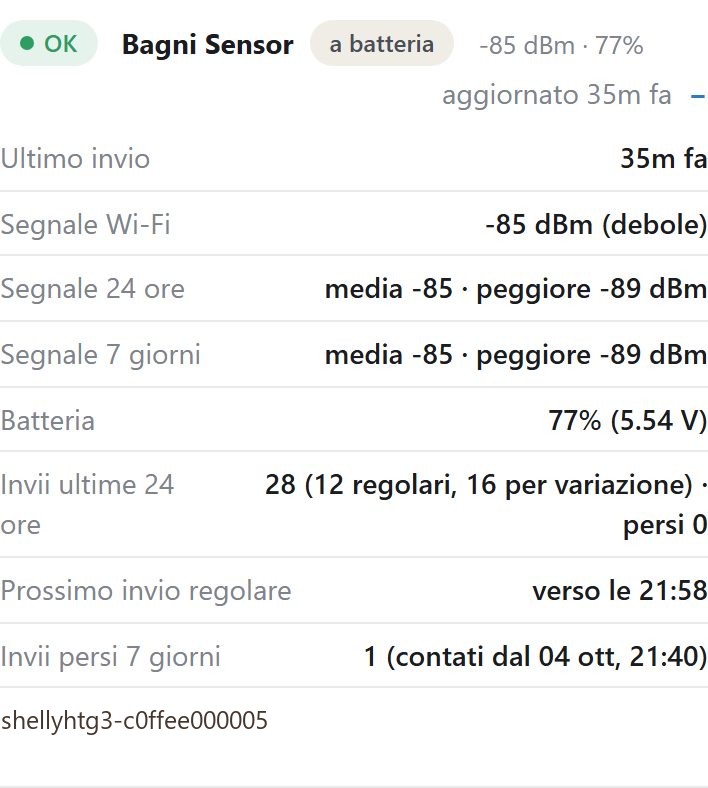 OK Bagni Sensor a batteria -85 dBm · 77%
aggiornato 35m fa –
Ultimo invio 35m fa
Segnale Wi-Fi -85 dBm (debole)
Segnale 24 ore media -85 · peggiore -89 dBm
Segnale 7 giorni media -85 · peggiore -89 dBm
Batteria 77% (5.54 V)
Invii ultime 24 28 (12 regolari, 16 per variazione) ·
ore persi 0
Prossimo invio regolare verso le 21:58
Invii persi 7 giorni 1 (contati dal 04 ott, 21:40)
shellyhtg3-c0ffee000005